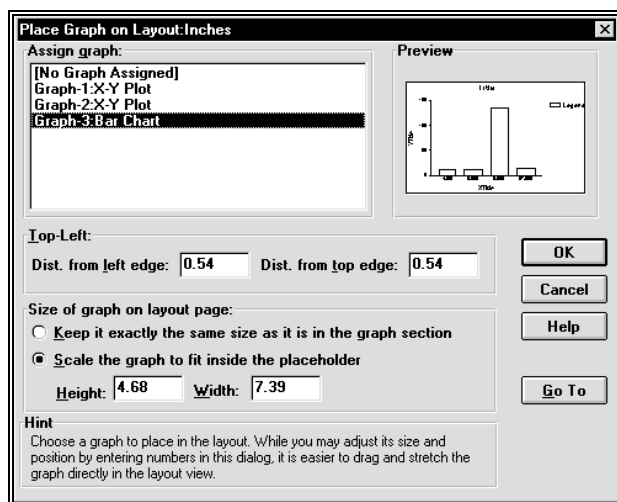 Place Graph on Layout:Inches
Assign graph:
[No Graph Assigned]
Graph-1:X-Y Plot
Graph-2:X-Y Plot
Graph-3:Bar Chart
Preview
Title
Legend
YTitle
XTitle
Top-Left:
Dist. from left edge: 0.54 Dist. from top edge: 0.54
Size of graph on layout page:
Keep it exactly the same size as it is in the graph section
Scale the graph to fit inside the placeholder
Height: 4.68 Width: 7.39
OK
Cancel
Help
Go To
Hint
Choose a graph to place in the layout. While you may adjust its size and
position by entering numbers in this dialog, it is easier to drag and stretch the
graph directly in the layout view.